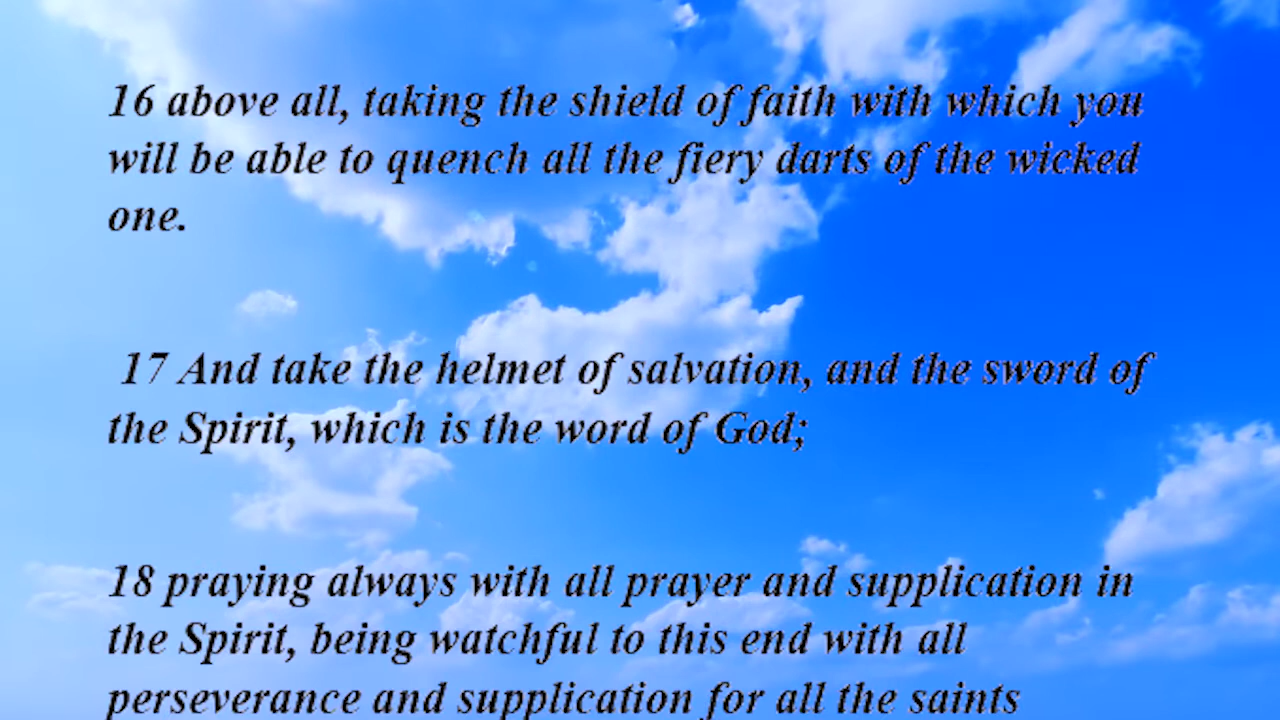 16 above all, taking the shield of faith with which you
will be able to quench all the fiery darts of the wicked
one.
17 And take the helmet of salvation, and the sword of
the Spirit, which is the word of God;
18 praying always with all prayer and supplication in
the Spirit, being watchful to this end with all
perseverance and supplication for all the saints